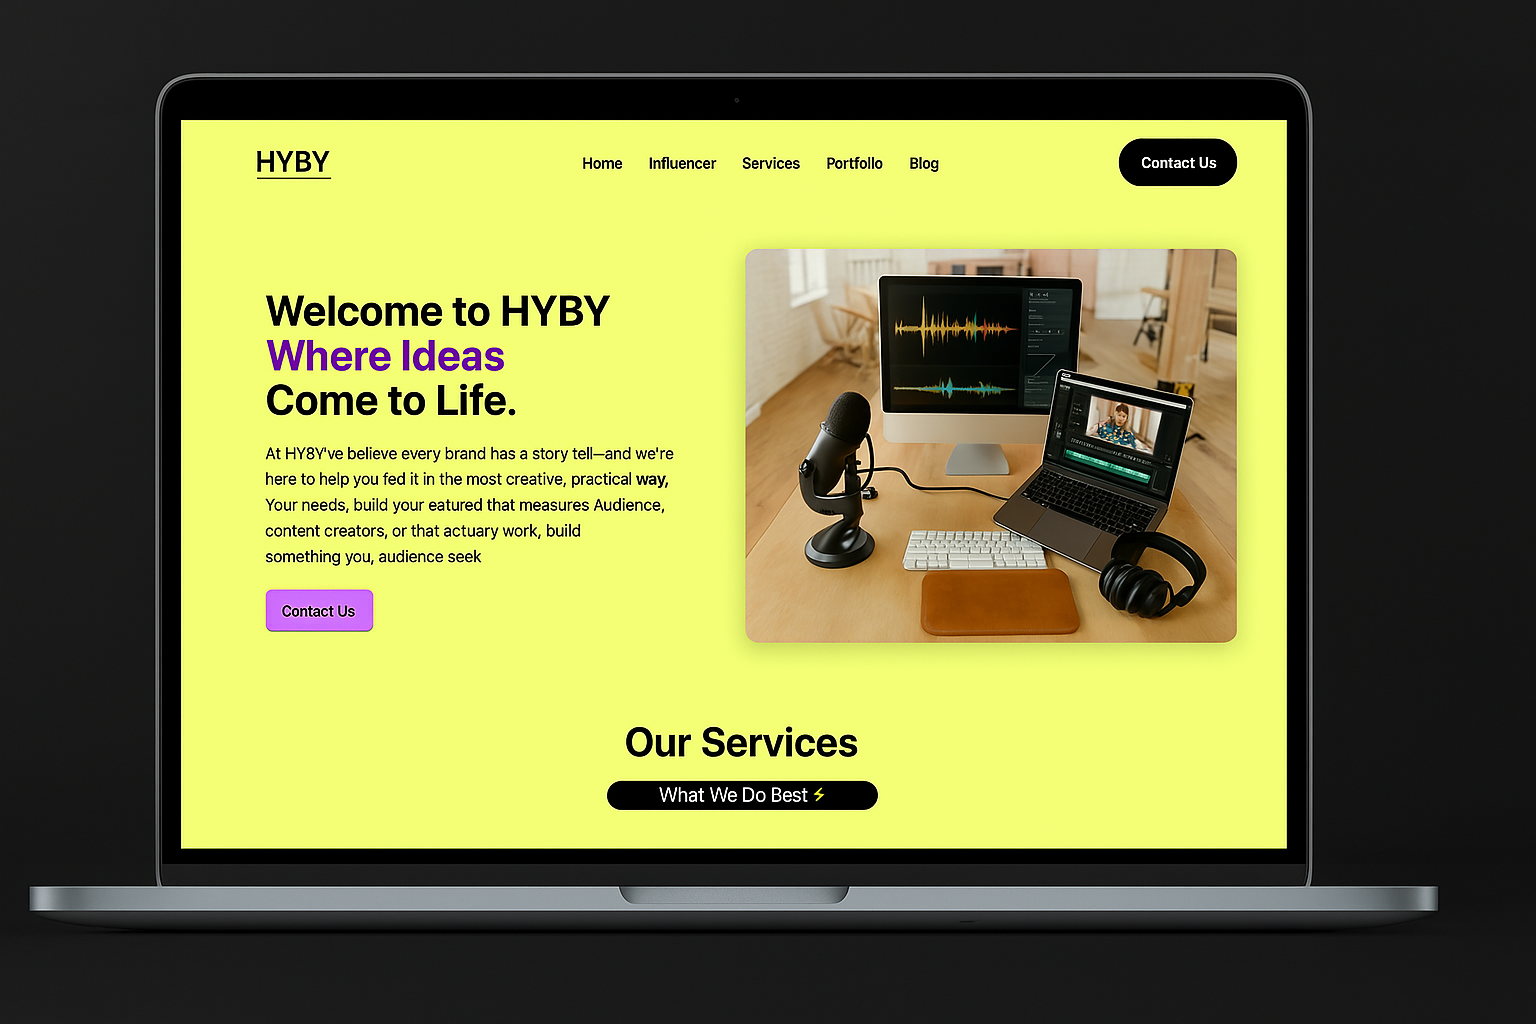 HYBY
Home Influencer Services Portfolio Blog
Contact Us
Welcome to HYBY
Where Ideas
Come to Life.
At HY8Y've believe every brand has a story tell—and we're
here to help you fed it in the most creative, practical way,
Your needs, build your eatured that measures Audience,
content creators, or that actuary work, build
something you, audience seek
Contact Us
Our Services
What We Do Best ⚡